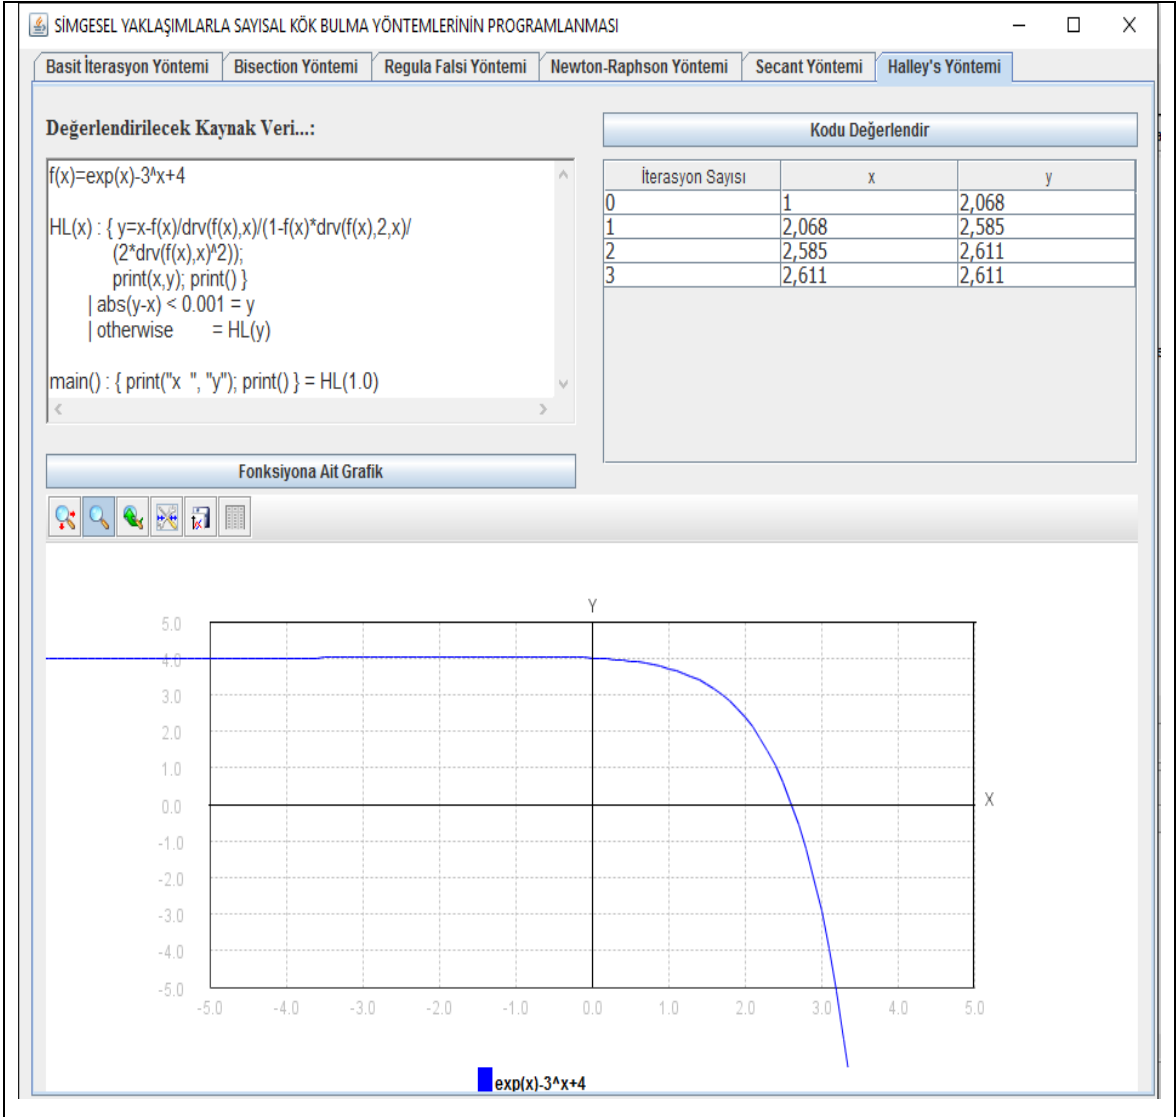 SİMGESEL YAKLAŞIMLARLA SAYISAL KÖK BULMA YÖNTEMLERİNİN PROGRAMLANMASI
Basit İterasyon Yöntemi Bisection Yöntemi Regula Falsi Yöntemi Newton-Raphson Yöntemi Secant Yöntemi Halley's Yöntemi
Değerlendirilecek Kaynak Veri...:
f(x)=exp(x)-3^x+4
HL(x) : { y=x-f(x)/drv(f(x),x)/(1-f(x)*drv(f(x),2,x)/
(2*drv(f(x),x)^2));
print(x,y); print() }
| abs(y-x) < 0.001 = y
| otherwise = HL(y)
main() : { print("x ", "y"); print() } = HL(1.0)
Kodu Değerlendir
İterasyon Sayısı x y
0 1 2,068
1 2,068 2,585
2 2,585 2,611
3 2,611 2,611
Fonksiyona Ait Grafik
Y
5.0
4.0
3.0
2.0
1.0
0.0
X
-1.0
-2.0
-3.0
-4.0
-5.0
-5.0 -4.0 -3.0 -2.0 -1.0 0.0 1.0 2.0 3.0 4.0 5.0
exp(x)-3^x+4